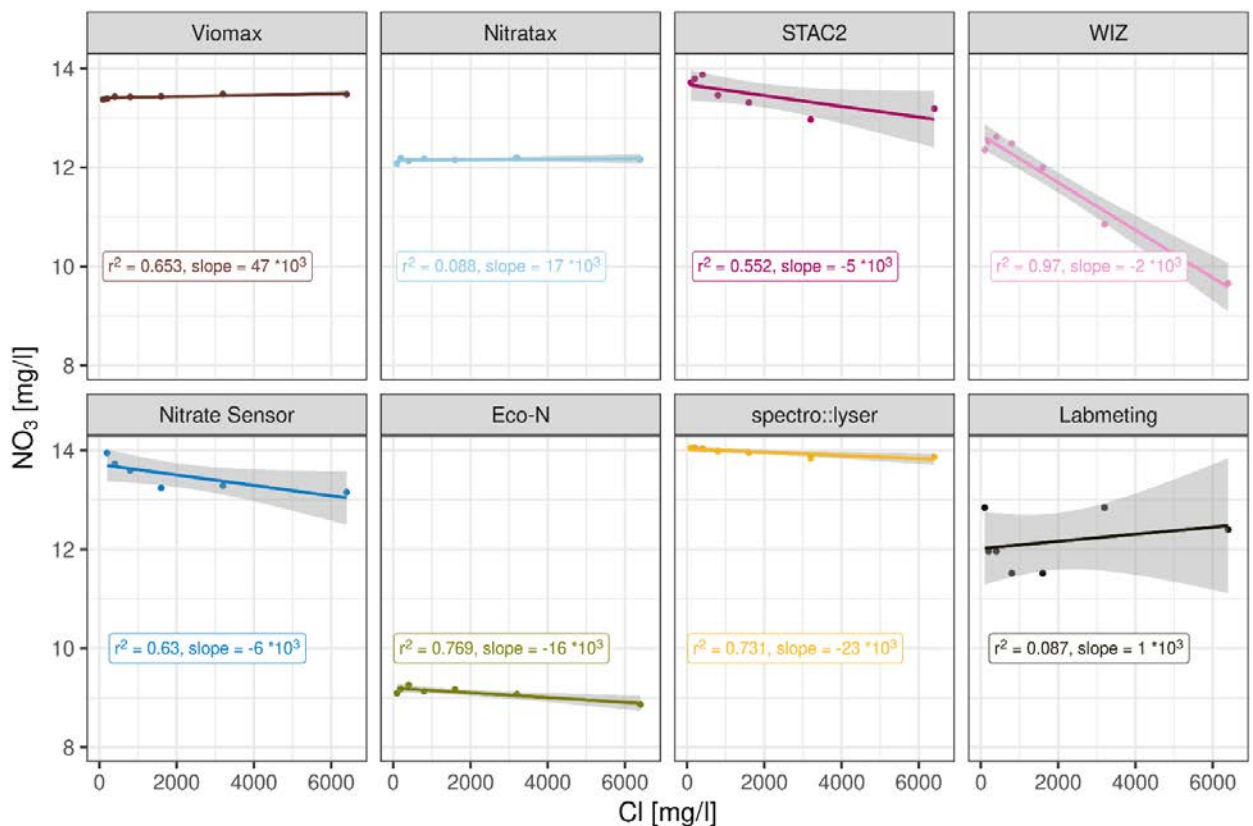 Viomax
Nitratax
STAC2
WIZ
14
12
10
8
r² = 0.653, slope = 47 *10³
r² = 0.088, slope = 17 *10³
r² = 0.552, slope = -5 *10³
r² = 0.97, slope = -2 *10³
NO₃ [mg/l]
Nitrate Sensor
Eco-N
spectro::lyser
Labmeting
14
12
10
8
r² = 0.63, slope = -6 *10³
r² = 0.769, slope = -16 *10³
r² = 0.731, slope = -23 *10³
r² = 0.087, slope = 1 *10³
0 2000 4000 6000
0 2000 4000 6000
0 2000 4000 6000
0 2000 4000 6000
Cl [mg/l]